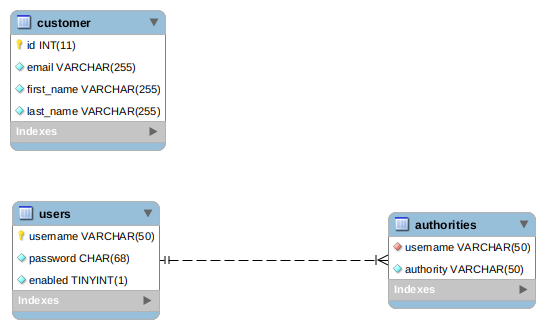 customer
id INT(11)
email VARCHAR(255)
first_name VARCHAR(255)
last_name VARCHAR(255)
Indexes
users
username VARCHAR(50)
password CHAR(68)
enabled TINYINT(1)
Indexes
authorities
username VARCHAR(50)
authority VARCHAR(50)
Indexes